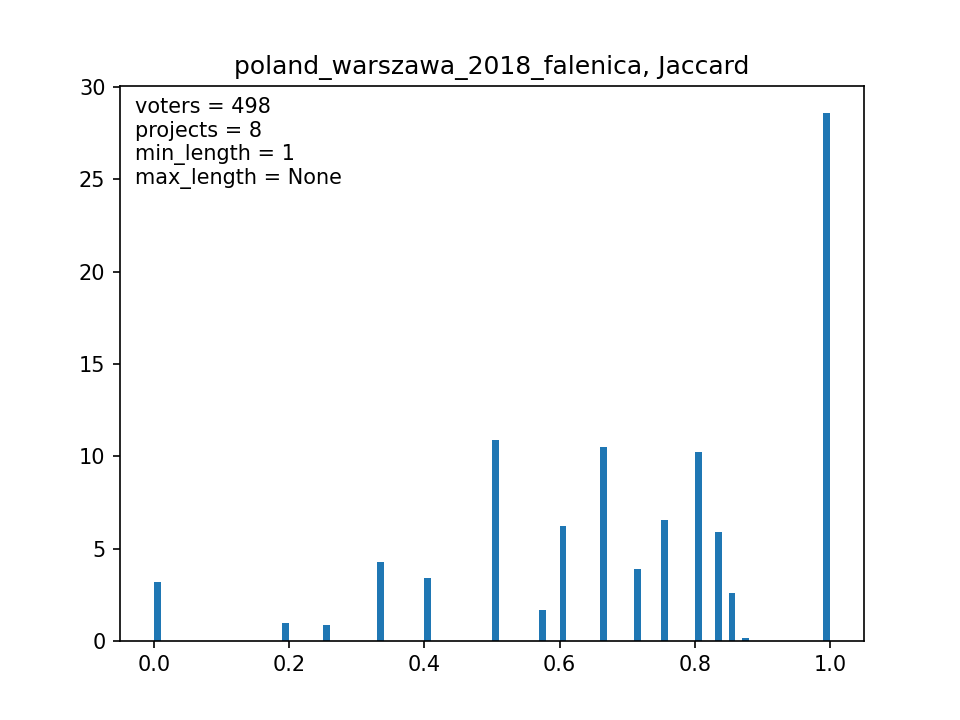 poland_warszawa_2018_falenica, Jaccard
voters = 498
projects = 8
min_length = 1
max_length = None
30
25
20
15
10
5
0
0.0 0.2 0.4 0.6 0.8 1.0